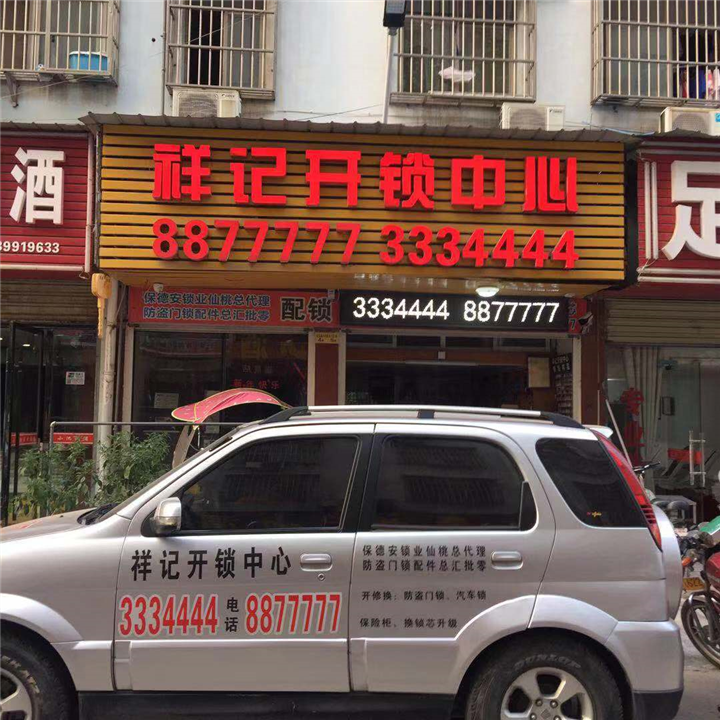 祥记开锁中心
8877777 3334444
酒
39919633
足
保德安锁业仙桃总代理
防盗门锁配件总汇批零
配锁
3334444 8877777
祥记开锁中心
3334444 电话 8877777
保德安锁业仙桃总代理
防盗门锁配件总汇批零
开修换：防盗门锁、汽车锁
保险柜、换锁芯升级
DUNLOP